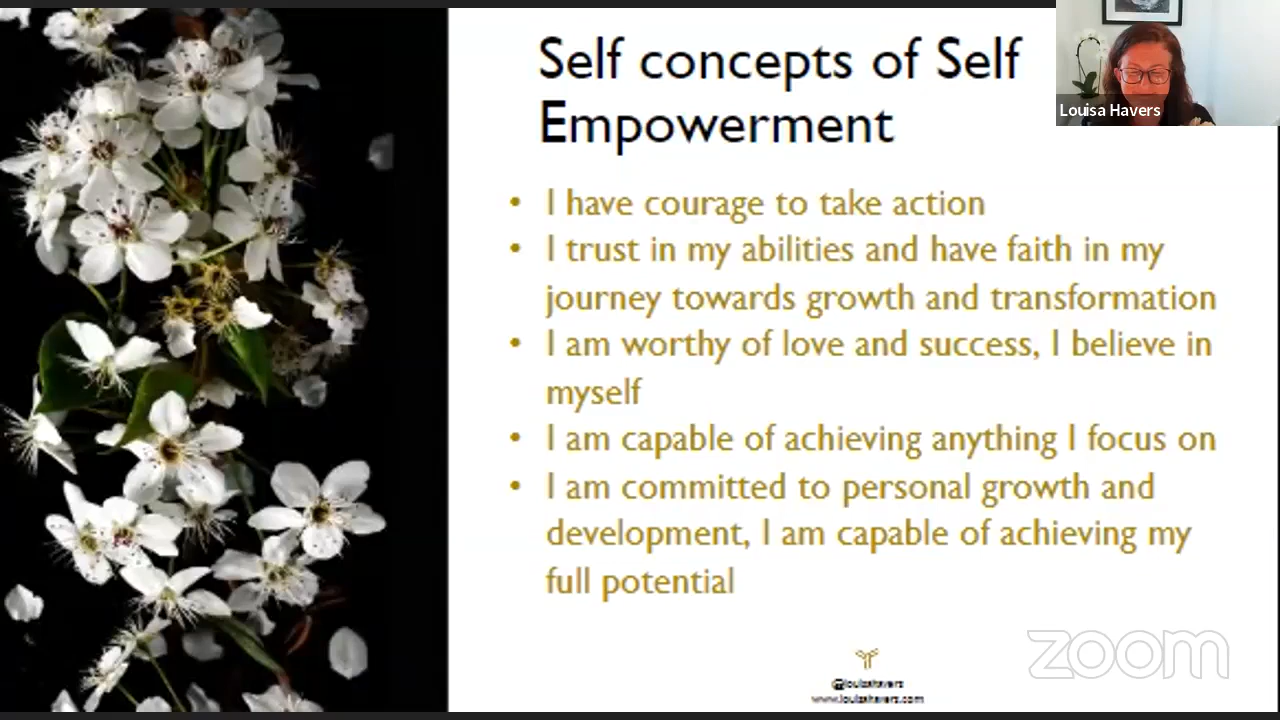 Self concepts of Self
Empowerment
Louisa Havers
• I have courage to take action
• I trust in my abilities and have faith in my
journey towards growth and transformation
• I am worthy of love and success, I believe in
myself
• I am capable of achieving anything I focus on
• I am committed to personal growth and
development, I am capable of achieving my
full potential
@louisahavers
www.louisahavers.com
zoom